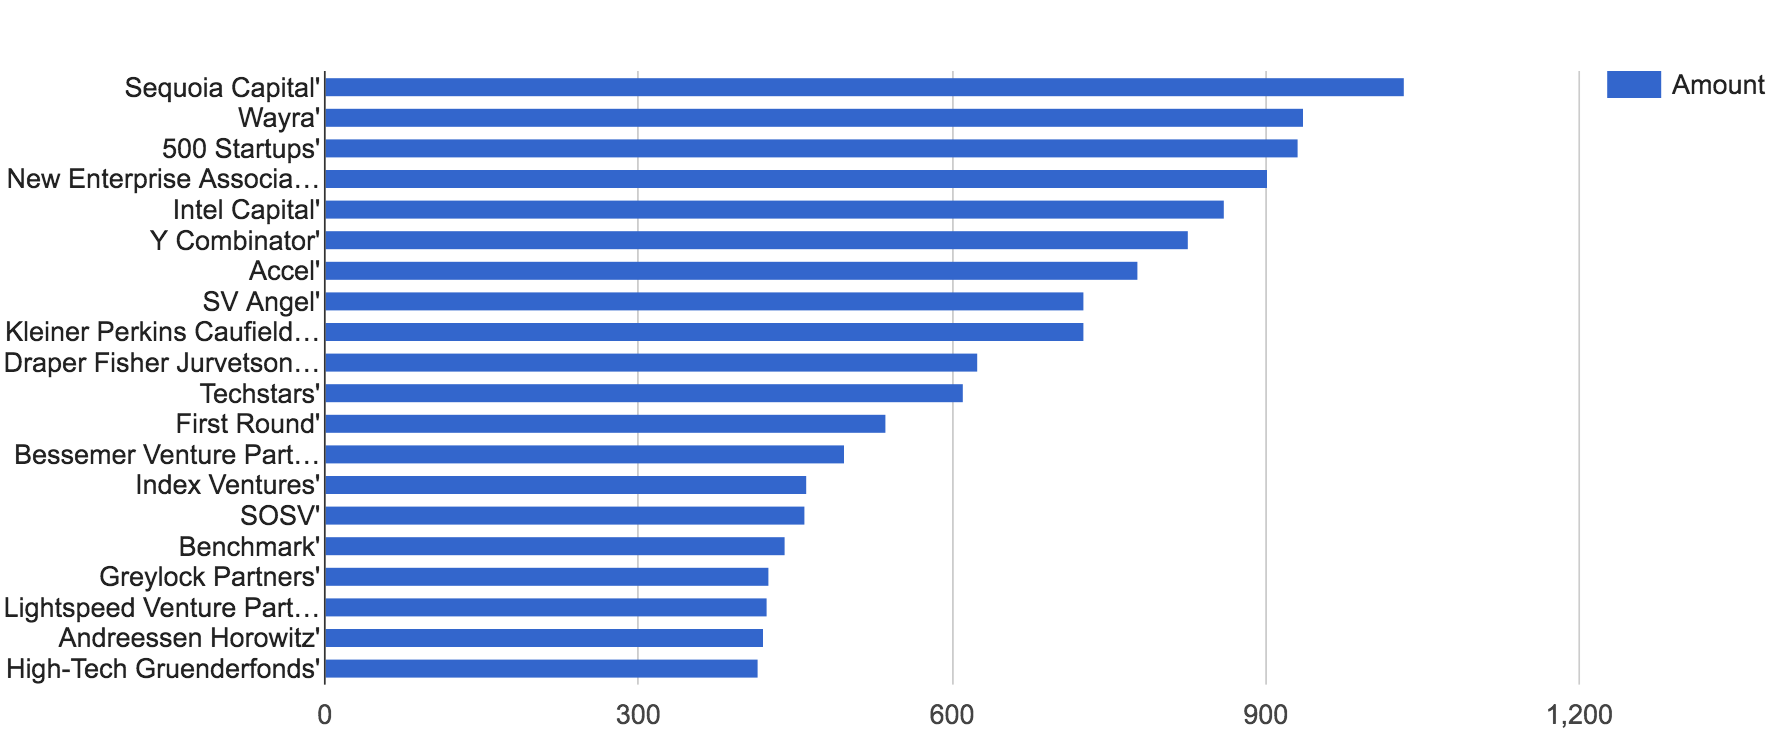 Sequoia Capital'
Amount
Wayra'
500 Startups'
New Enterprise Associa…
Intel Capital'
Y Combinator'
Accel'
SV Angel'
Kleiner Perkins Caufield…
Draper Fisher Jurvetson…
Techstars'
First Round'
Bessemer Venture Part…
Index Ventures'
SOSV'
Benchmark'
Greylock Partners'
Lightspeed Venture Part…
Andreessen Horowitz'
High-Tech Gruenderfonds'
0 300 600 900 1,200